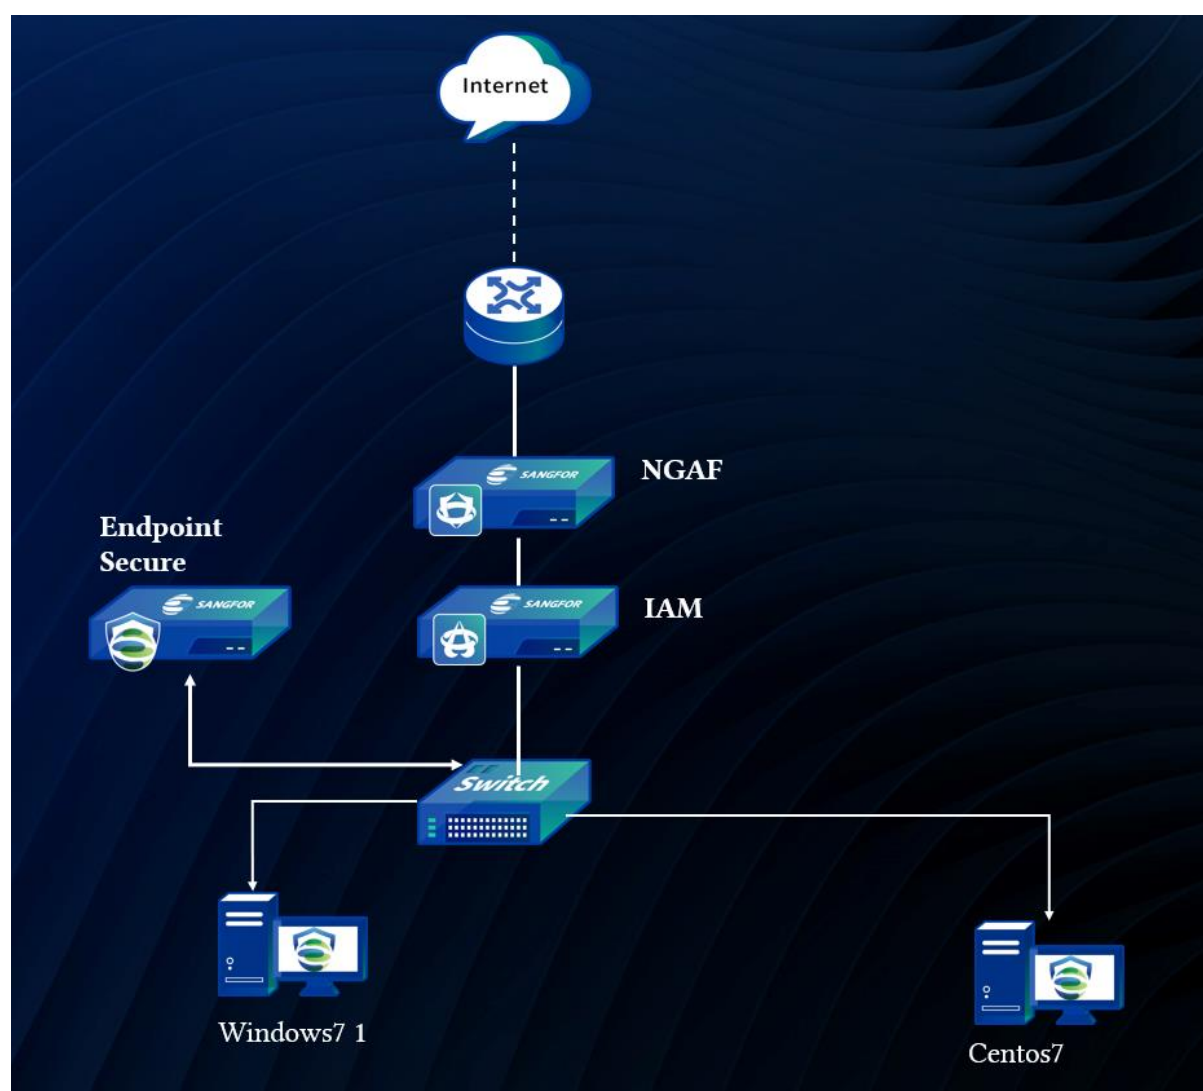 Internet
SANGFOR
NGAF
Endpoint
Secure
SANGFOR
SANGFOR
IAM
Switch
Windows7 1
Centos7